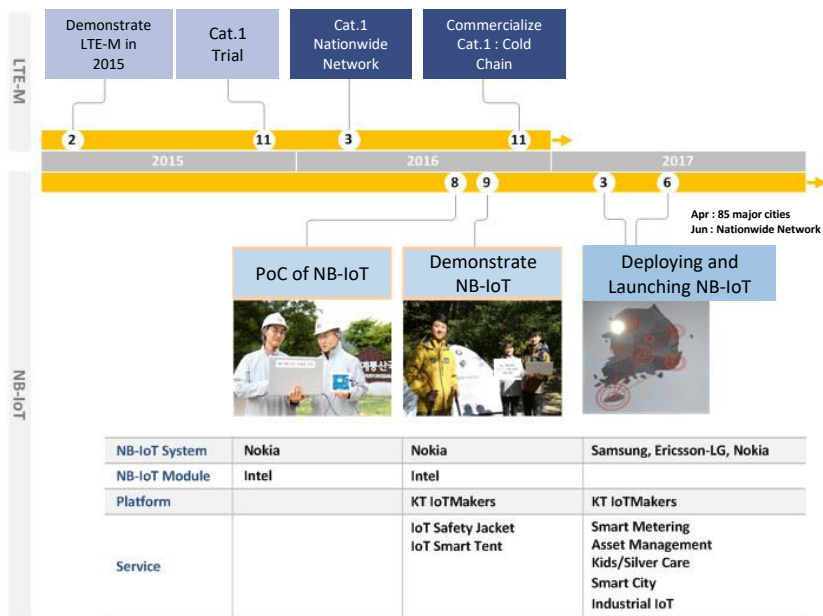 Demonstrate
LTE-M in
2015
Cat.1
Trial
Cat.1
Nationwide
Network
Commercialize
Cat.1 : Cold
Chain
LTE-M
2
11
3
11
2015
2016
2017
8
9
3
6
Apr : 85 major cities
Jun : Nationwide Network
NB-IoT
PoC of NB-IoT
Demonstrate
NB-IoT
Deploying and
Launching NB-IoT
NB-IoT System
Nokia
Nokia
Samsung, Ericsson-LG, Nokia
NB-IoT Module
Intel
Intel
Platform
KT IoTMakers
KT IoTMakers
Service
IoT Safety Jacket
IoT Smart Tent
Smart Metering
Asset Management
Kids/Silver Care
Smart City
Industrial IoT